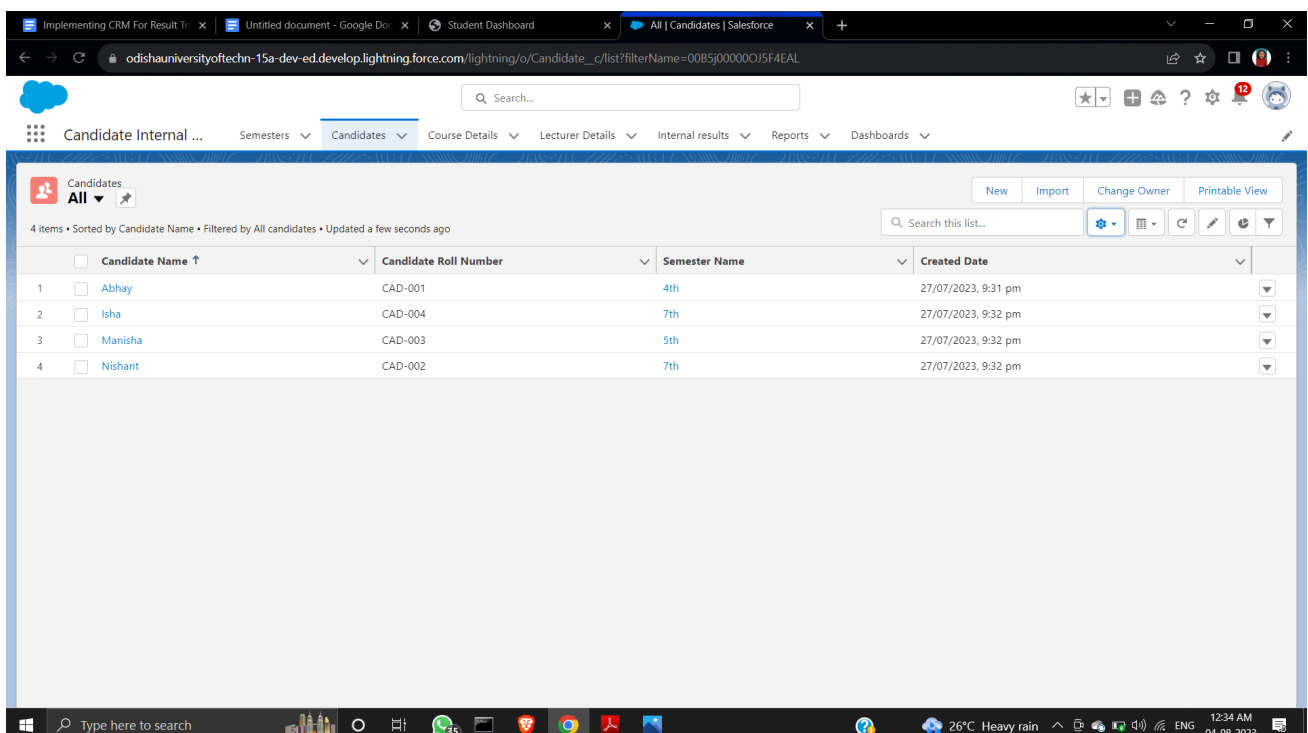 Implementing CRM For Result Tr
Untitled document - Google Doc
Student Dashboard
All | Candidates | Salesforce
odishauniversityoftechn-15a-dev-ed.develop.lightning.force.com/lightning/o/Candidate__c/list?filterName=00B5j00000OJ5F4EAL
Search...
12
Candidate Internal ...
Semesters
Candidates
Course Details
Lecturer Details
Internal results
Reports
Dashboards
Candidates
All
New
Import
Change Owner
Printable View
4 items • Sorted by Candidate Name • Filtered by All candidates • Updated a few seconds ago
Search this list...
Candidate Name ↑ Candidate Roll Number Semester Name Created Date
1 Abhay CAD-001 4th 27/07/2023, 9:31 pm
2 Isha CAD-004 7th 27/07/2023, 9:32 pm
3 Manisha CAD-003 5th 27/07/2023, 9:32 pm
4 Nishant CAD-002 7th 27/07/2023, 9:32 pm
Type here to search
35
26°C Heavy rain
ENG
12:34 AM
04-08-2023